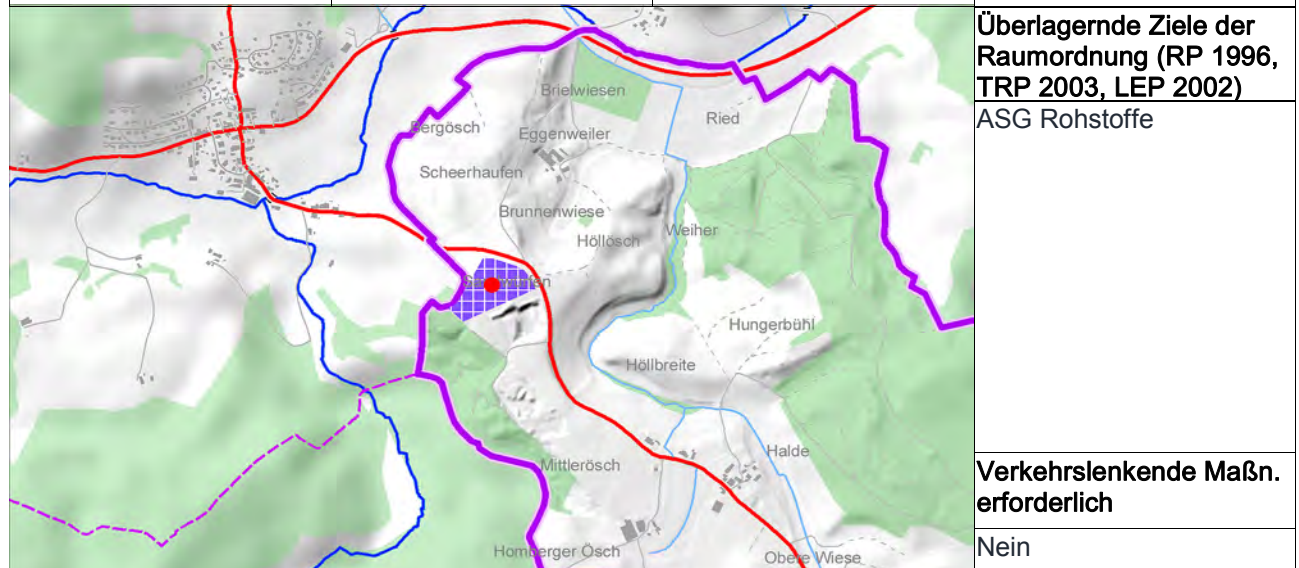 Brielwiesen
Bergösch
Eggenweiler
Ried
Scheerhaufen
Brunnenwiese
Höllösch
Weiher
Hungerbühl
Höllbreite
Halde
Mittlerösch
Homberger Ösch
Obere Wiese
Überlagernde Ziele der
Raumordnung (RP 1996,
TRP 2003, LEP 2002)
ASG Rohstoffe
Verkehrslenkende Maßn.
erforderlich
Nein